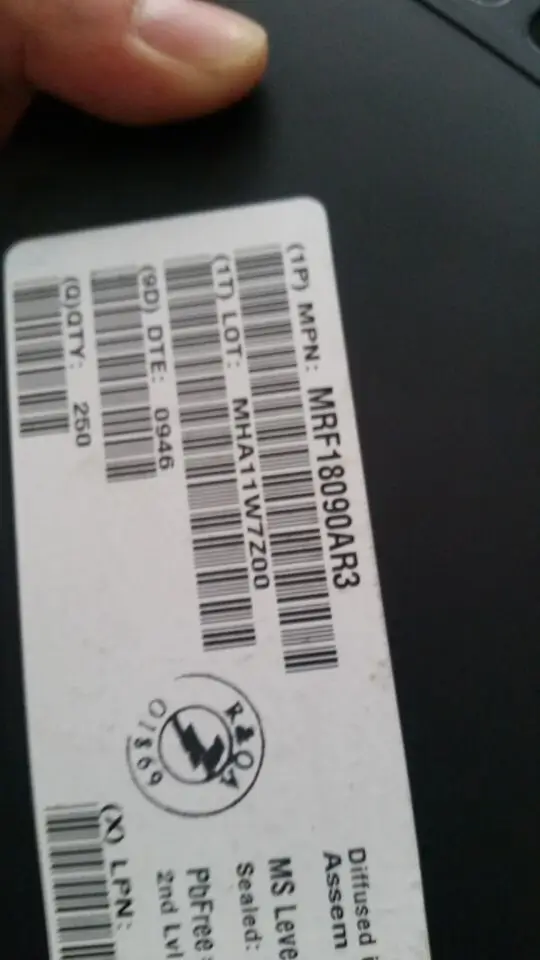 (1P) MPN: MRF18090AR3
(1T) LOT: MHA11W7Z00
(9D) DTE: 0946
(Q)QTY: 250
01869
Diffused
Assem
MS Leve
Sealed:
PbFree
2nd Lvl
(X) LPN: